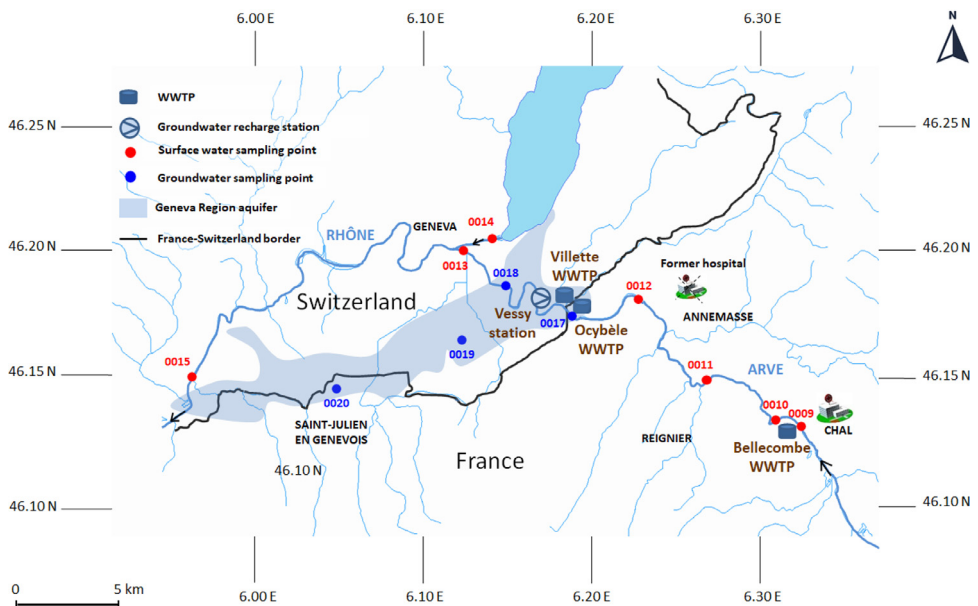 6.00 E
6.10 E
6.20 E
6.30 E
N
46.25 N
46.25 N
WWTP
Groundwater recharge station
Surface water sampling point
Groundwater sampling point
Geneva Region aquifer
France-Switzerland border
RHÔNE
GENEVA
0014
0013
46.20 N
46.20 N
0018
Villette
WWTP
Former hospital
0012
ANNEMASSE
Switzerland
Vessy
station
0017
Ocybèle
WWTP
0019
0015
46.15 N
46.15 N
0011
ARVE
0020
0010
0009
CHAL
SAINT-JULIEN
EN GENEVOIS
REIGNIER
Bellecombe
WWTP
France
46.10 N
46.10 N
46.10 N
0
5 km
6.00 E
6.10 E
6.20 E
6.30 E